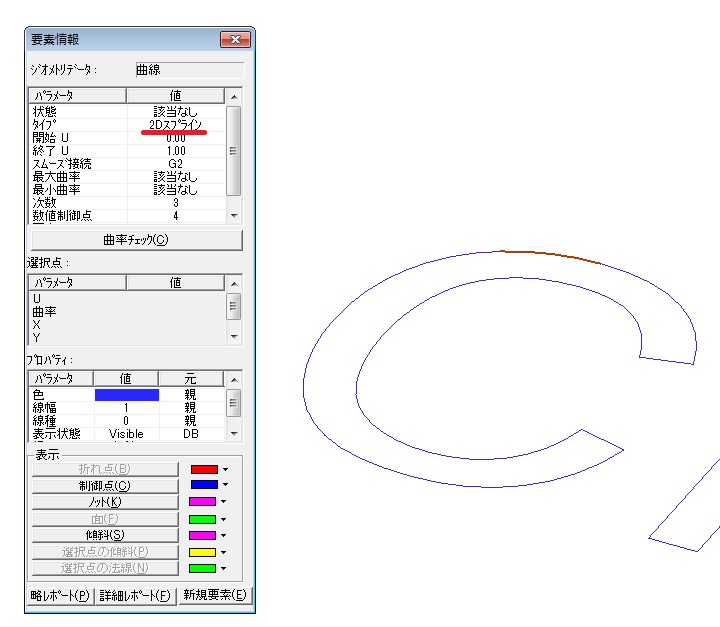 要素情報
ジオメトリデータ: 曲線
パラメータ 値
状態 該当なし
タイプ 2Dスプライン
開始 U 0.00
終了 U 1.00
スムーズ接続 G2
最大曲率 該当なし
最小曲率 該当なし
次数 3
数値制御点 4
曲率チェック(C)
選択点:
パラメータ 値
U
曲率
X
Y
プロパティ:
パラメータ 値 元
色 親
線幅 1 親
線種 0 親
表示状態 Visible DB
表示
折れ点(B)
制御点(C)
ノット(K)
面(F)
傾斜(S)
選択点の傾斜(P)
選択点の法線(N)
略レポート(P) 詳細レポート(F) 新規要素(E)